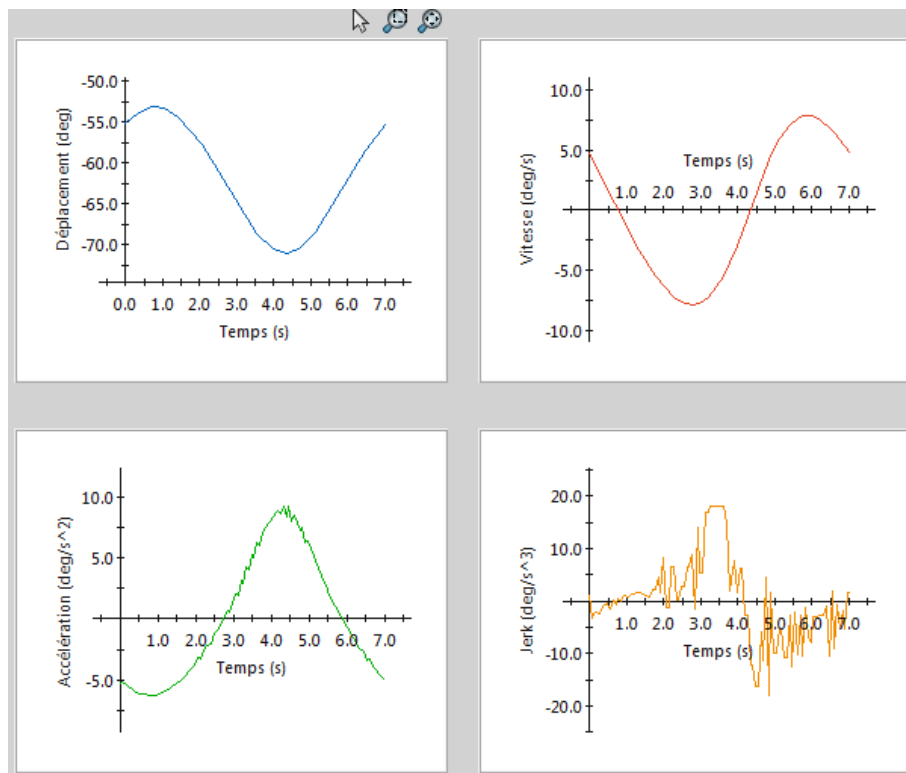 -50.0
-55.0
-60.0
-65.0
-70.0
Déplacement (deg)
0.0 1.0 2.0 3.0 4.0 5.0 6.0 7.0
Temps (s)
10.0
5.0
-5.0
-10.0
Vitesse (deg/s)
Temps (s)
1.0 2.0 3.0 4.0 5.0 6.0 7.0
10.0
5.0
-5.0
Accélération (deg/s^2)
1.0 2.0 3.0 4.0 5.0 6.0 7.0
Temps (s)
20.0
10.0
-10.0
-20.0
Jerk (deg/s^3)
1.0 2.0 3.0 4.0 5.0 6.0 7.0
Temps (s)